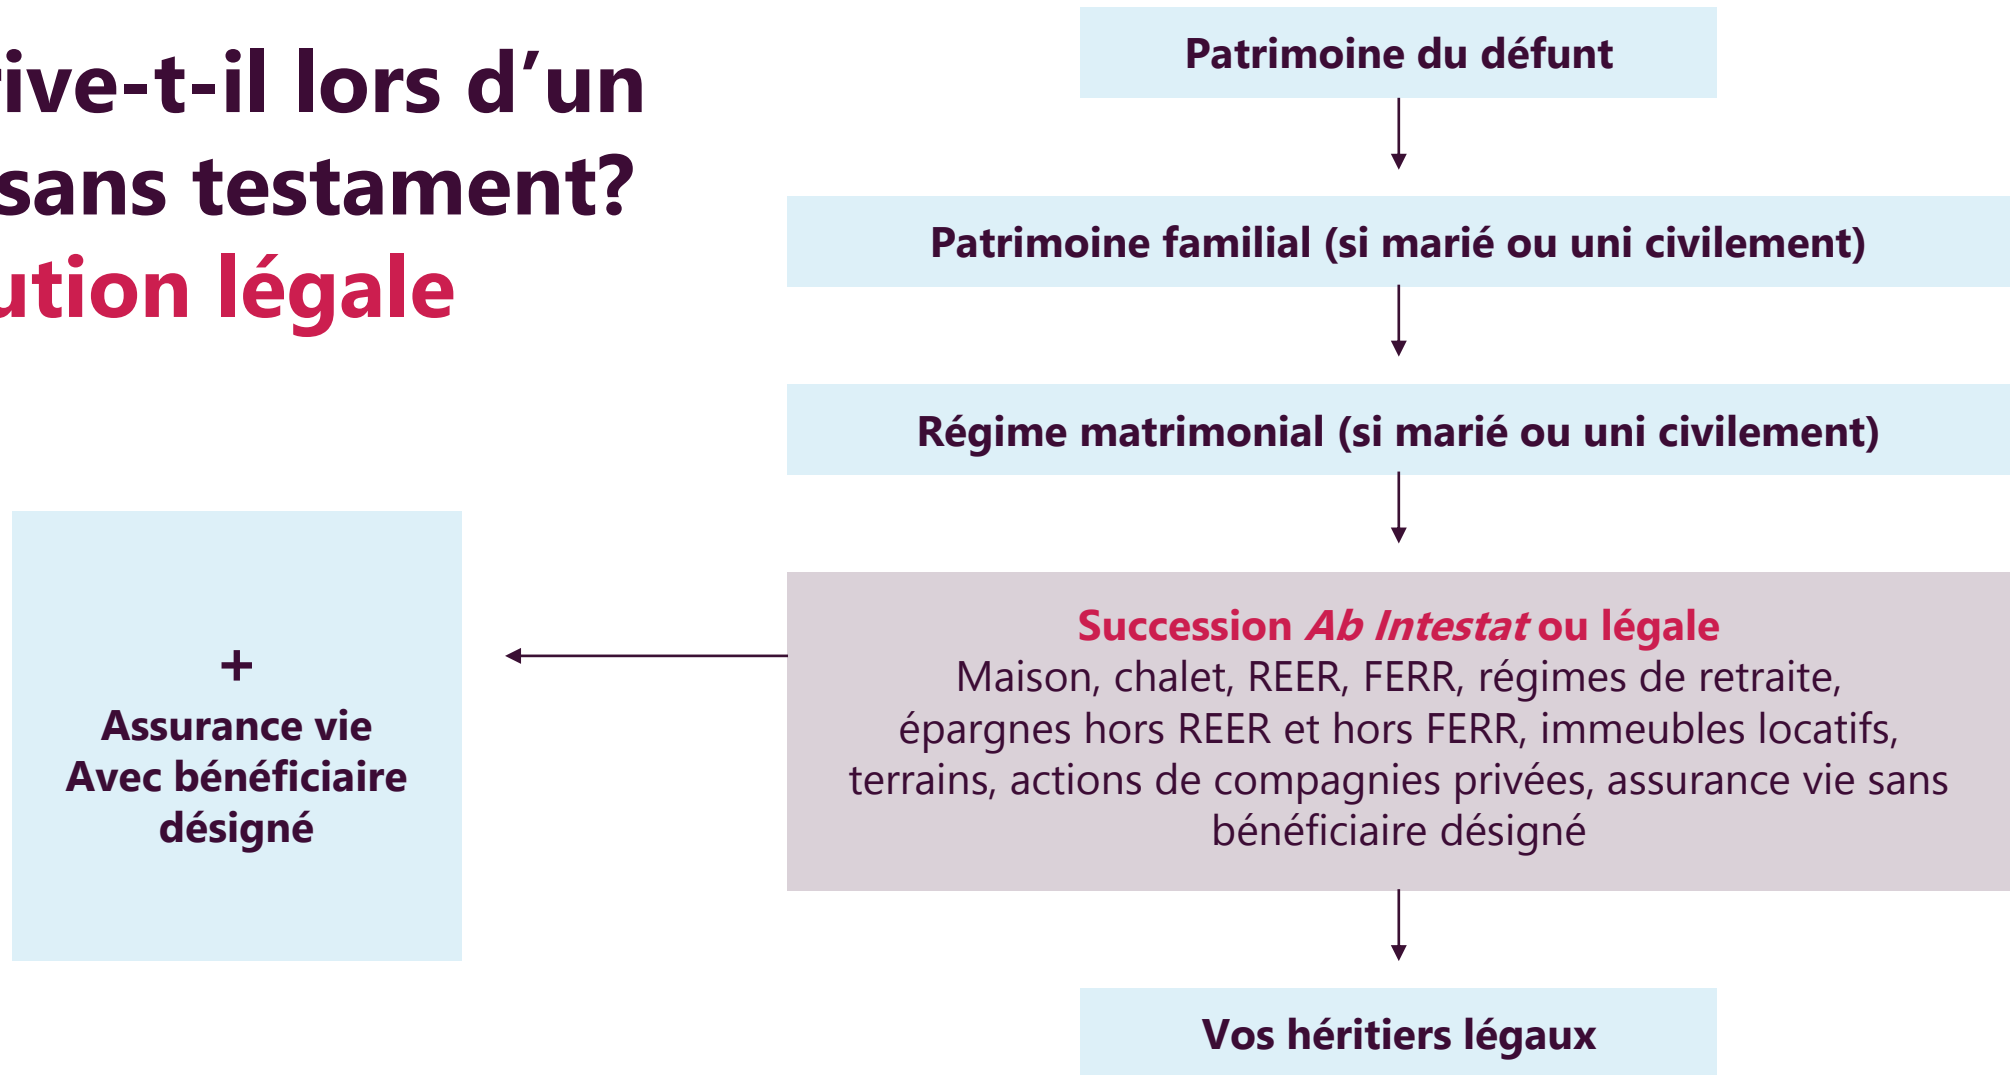 rive-t-il lors d’un
sans testament?
ution légale
Patrimoine du défunt
Patrimoine familial (si marié ou uni civilement)
Régime matrimonial (si marié ou uni civilement)
Succession Ab Intestat ou légale
Maison, chalet, REER, FERR, régimes de retraite,
épargnes hors REER et hors FERR, immeubles locatifs,
terrains, actions de compagnies privées, assurance vie sans
bénéficiaire désigné
+
Assurance vie
Avec bénéficiaire
désigné
Vos héritiers légaux